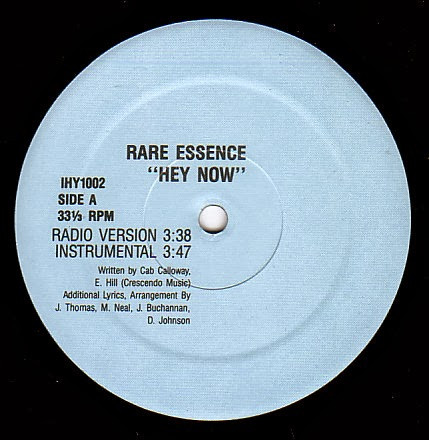 RARE ESSENCE
"HEY NOW"
IHY1002
SIDE A
33⅓ RPM
RADIO VERSION 3:38
INSTRUMENTAL 3:47
Written by Cab Calloway,
E. Hill (Crescendo Music)
Additional Lyrics, Arrangement By
J. Thomas, M. Neal, J. Buchannan,
D. Johnson